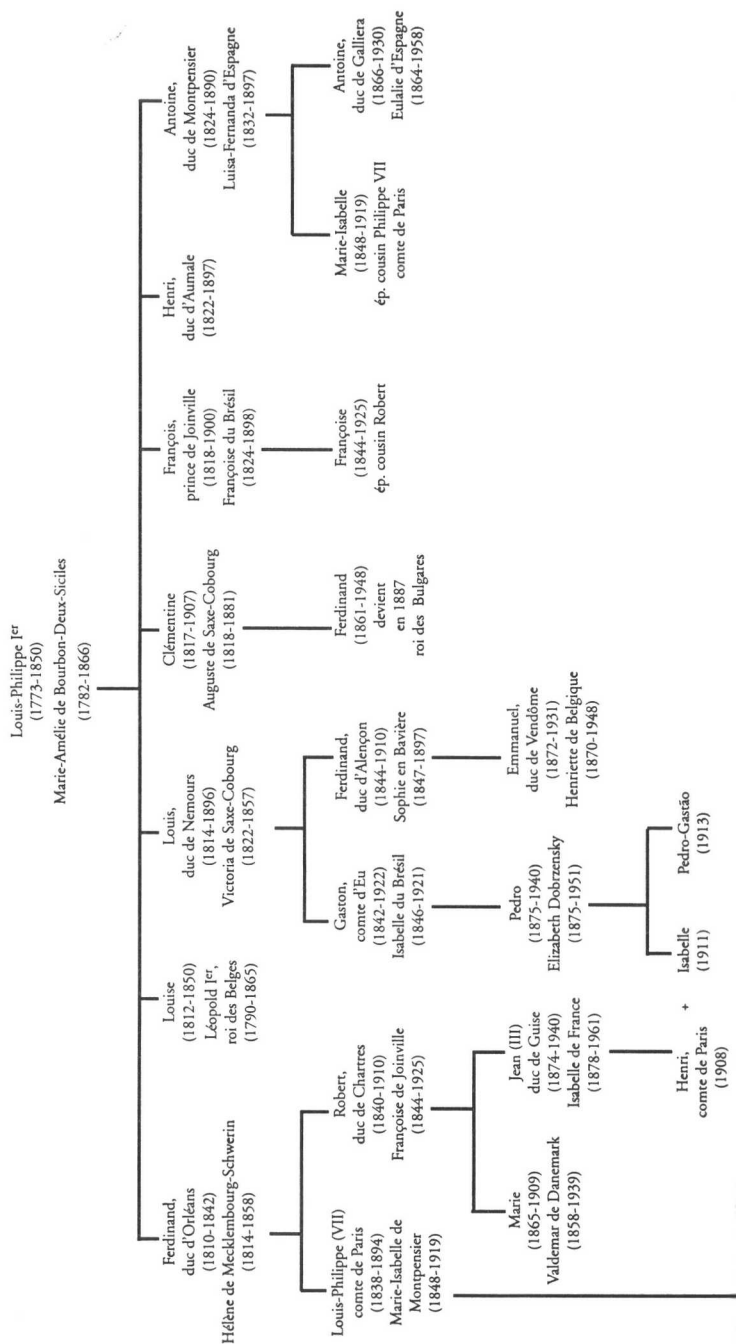 Louis-Philippe Ier
(1773-1850)
Marie-Amélie de Bourbon-Deux-Siciles
(1782-1866)
Ferdinand,
duc d'Orléans
(1810-1842)
Hélène de Mecklembourg-Schwerin
(1814-1858)
Louise
(1812-1850)
Léopold Ier,
roi des Belges
(1790-1865)
Louis,
duc de Nemours
(1814-1896)
Victoria de Saxe-Cobourg
(1822-1857)
Clémentine
(1817-1907)
Auguste de Saxe-Cobourg
(1818-1881)
François,
prince de Joinville
(1818-1900)
Françoise du Brésil
(1824-1898)
Henri,
duc d'Aumale
(1822-1897)
Antoine,
duc de Montpensier
(1824-1890)
Luisa-Fernanda d'Espagne
(1832-1897)
Louis-Philippe (VII)
comte de Paris
(1838-1894)
Marie-Isabelle de
Montpensier
(1848-1919)
Robert,
duc de Chartres
(1840-1910)
Françoise de Joinville
(1844-1925)
Gaston,
comte d'Eu
(1842-1922)
Isabelle du Brésil
(1846-1921)
Ferdinand,
duc d'Alençon
(1844-1910)
Sophie en Bavière
(1847-1897)
Ferdinand
(1861-1948)
devient
en 1887
roi des Bulgares
Françoise
(1844-1925)
ép. cousin Robert
Marie-Isabelle
(1848-1919)
ép. cousin Philippe VII
comte de Paris
Antoine,
duc de Galliera
(1866-1930)
Eulalie d'Espagne
(1864-1958)
Marie
(1865-1909)
Valdemar de Danemark
(1858-1939)
Jean (III)
duc de Guise
(1874-1940)
Isabelle de France
(1878-1961)
Pedro
(1875-1940)
Elizabeth Dobrzensky
(1875-1951)
Emmanuel,
duc de Vendôme
(1872-1931)
Henriette de Belgique
(1870-1948)
Henri,
comte de Paris
(1908)
+
Isabelle
(1911)
Pedro-Gastão
(1913)